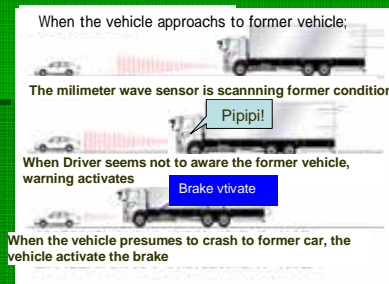 When the vehicle approachs to former vehicle;
The milimeter wave sensor is scannning former condition
Pipipi!
When Driver seems not to aware the former vehicle,
warning activates
Brake vtivate
When the vehicle presumes to crash to former car, the
vehicle activate the brake